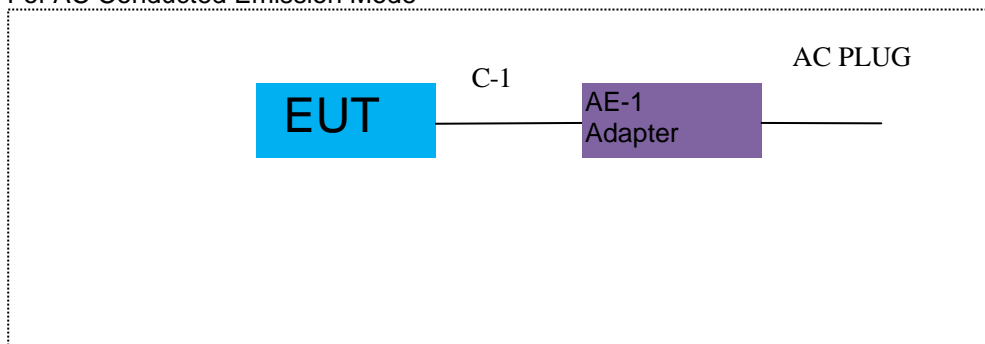 For AC Conducted Emission Mode
AC PLUG
C-1
EUT
AE-1
Adapter